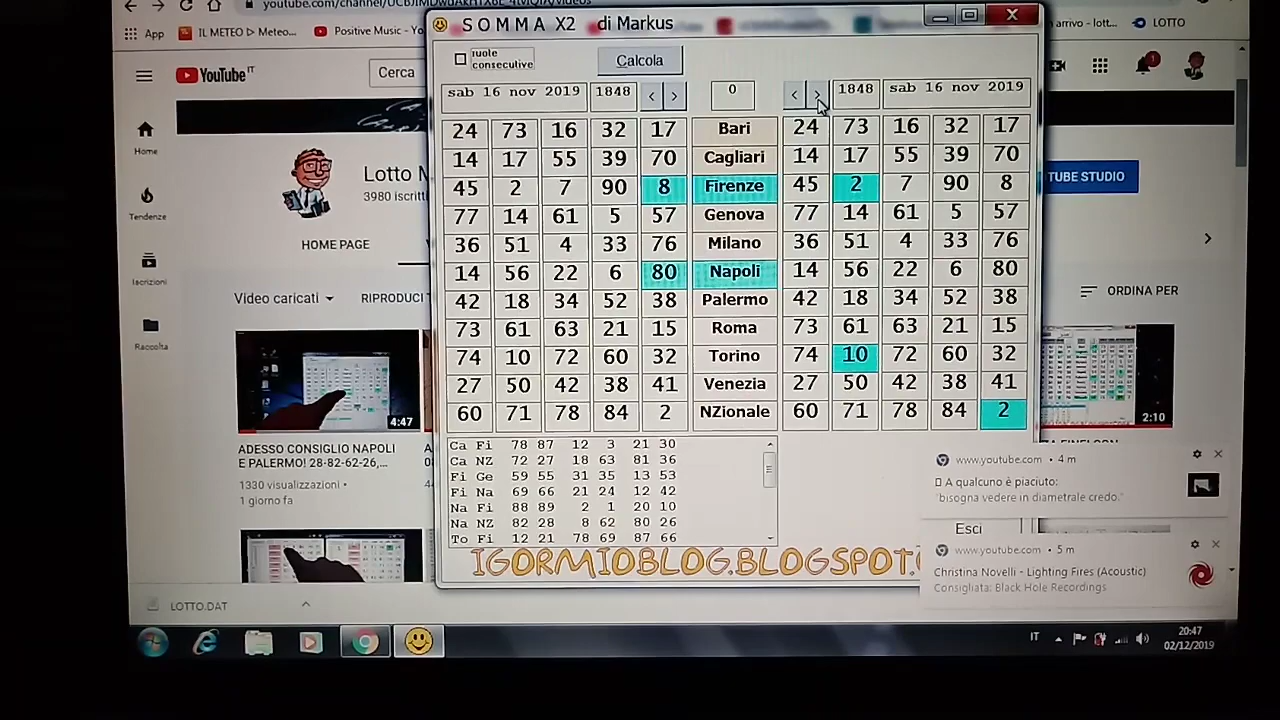 youtube.com/channel/
App
IL METEO ᐅ Meteo...
Positive Music - Yo
n arrivo - lott...
LOTTO
YouTube IT
Cerca
1
Home
Tendenze
Iscrizioni
Raccolta
Lotto M
3980 iscritti
TUBE STUDIO
HOME PAGE
Video caricati
RIPRODUCI T
ORDINA PER
4:47
2:10
ADESSO CONSIGLIO NAPOLI
E PALERMO! 28-82-62-26,...
1330 visualizzazioni •
1 giorno fa
S O M M A X2 di Markus
ruole
consecutive
Calcola
sab 16 nov 2019 1848 < > 0 < > 1848 sab 16 nov 2019
24 73 16 32 17 Bari 24 73 16 32 17
14 17 55 39 70 Cagliari 14 17 55 39 70
45 2 7 90 8 Firenze 45 2 7 90 8
77 14 61 5 57 Genova 77 14 61 5 57
36 51 4 33 76 Milano 36 51 4 33 76
14 56 22 6 80 Napoli 14 56 22 6 80
42 18 34 52 38 Palermo 42 18 34 52 38
73 61 63 21 15 Roma 73 61 63 21 15
74 10 72 60 32 Torino 74 10 72 60 32
27 50 42 38 41 Venezia 27 50 42 38 41
60 71 78 84 2 NZionale 60 71 78 84 2
Ca Fi 78 87 12 3 21 30
Ca NZ 72 27 18 63 81 36
Fi Ge 59 55 31 35 13 53
Fi Na 69 66 21 24 12 42
Na Fi 88 89 2 1 20 10
Na NZ 82 28 8 62 80 26
To Fi 12 21 78 69 87 66
IGORMIOBLOG.BLOGSPOT.
Esci
www.youtube.com • 4 m
A qualcuno è piaciuto:
"bisogna vedere in diametrale credo."
www.youtube.com • 5 m
Christina Novelli - Lighting Fires (Acoustic)
Consigliata: Black Hole Recordings
LOTTO.DAT
IT
20:47
02/12/2019